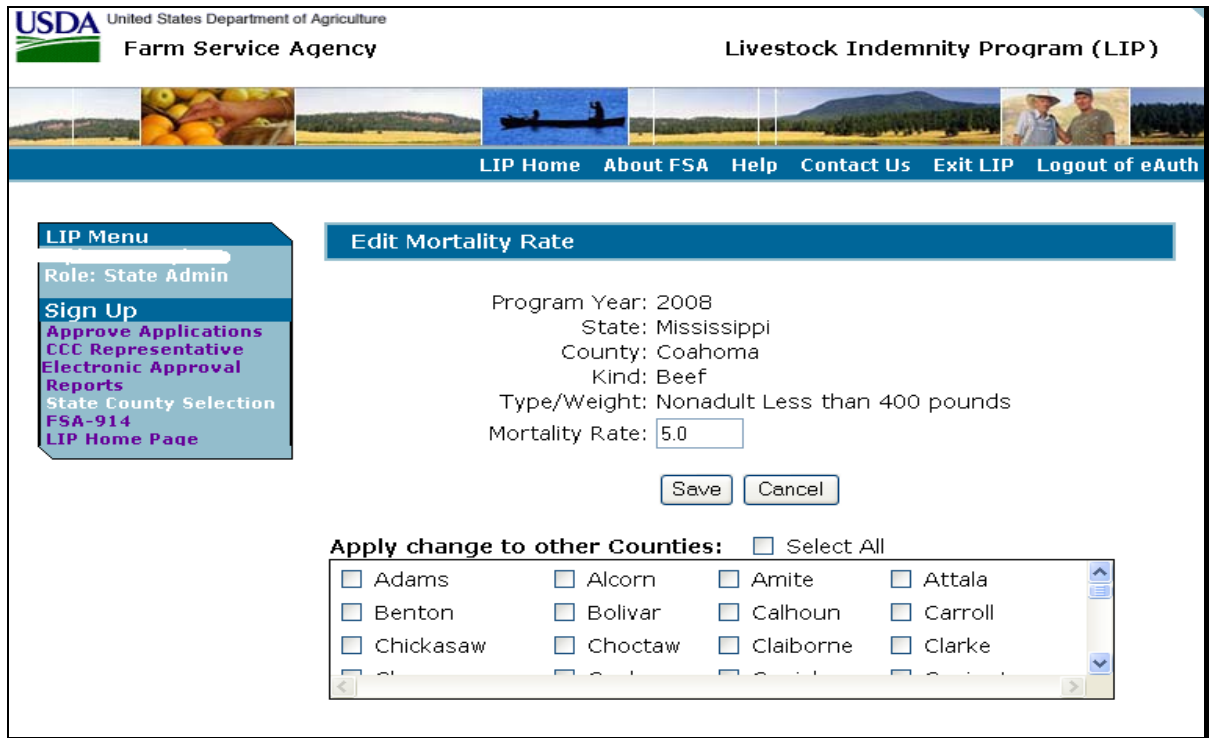 USDA United States Department of Agriculture
Farm Service Agency
Livestock Indemnity Program (LIP)
LIP Home About FSA Help Contact Us Exit LIP Logout of eAuth
LIP Menu
Role: State Admin
Sign Up
Approve Applications
CCC Representative
Electronic Approval
Reports
State County Selection
FSA-914
LIP Home Page
Edit Mortality Rate
Program Year: 2008
State: Mississippi
County: Coahoma
Kind: Beef
Type/Weight: Nonadult Less than 400 pounds
Mortality Rate: 5.0
Save Cancel
Apply change to other Counties: Select All
Adams Alcorn Amite Attala
Benton Bolivar Calhoun Carroll
Chickasaw Choctaw Claiborne Clarke